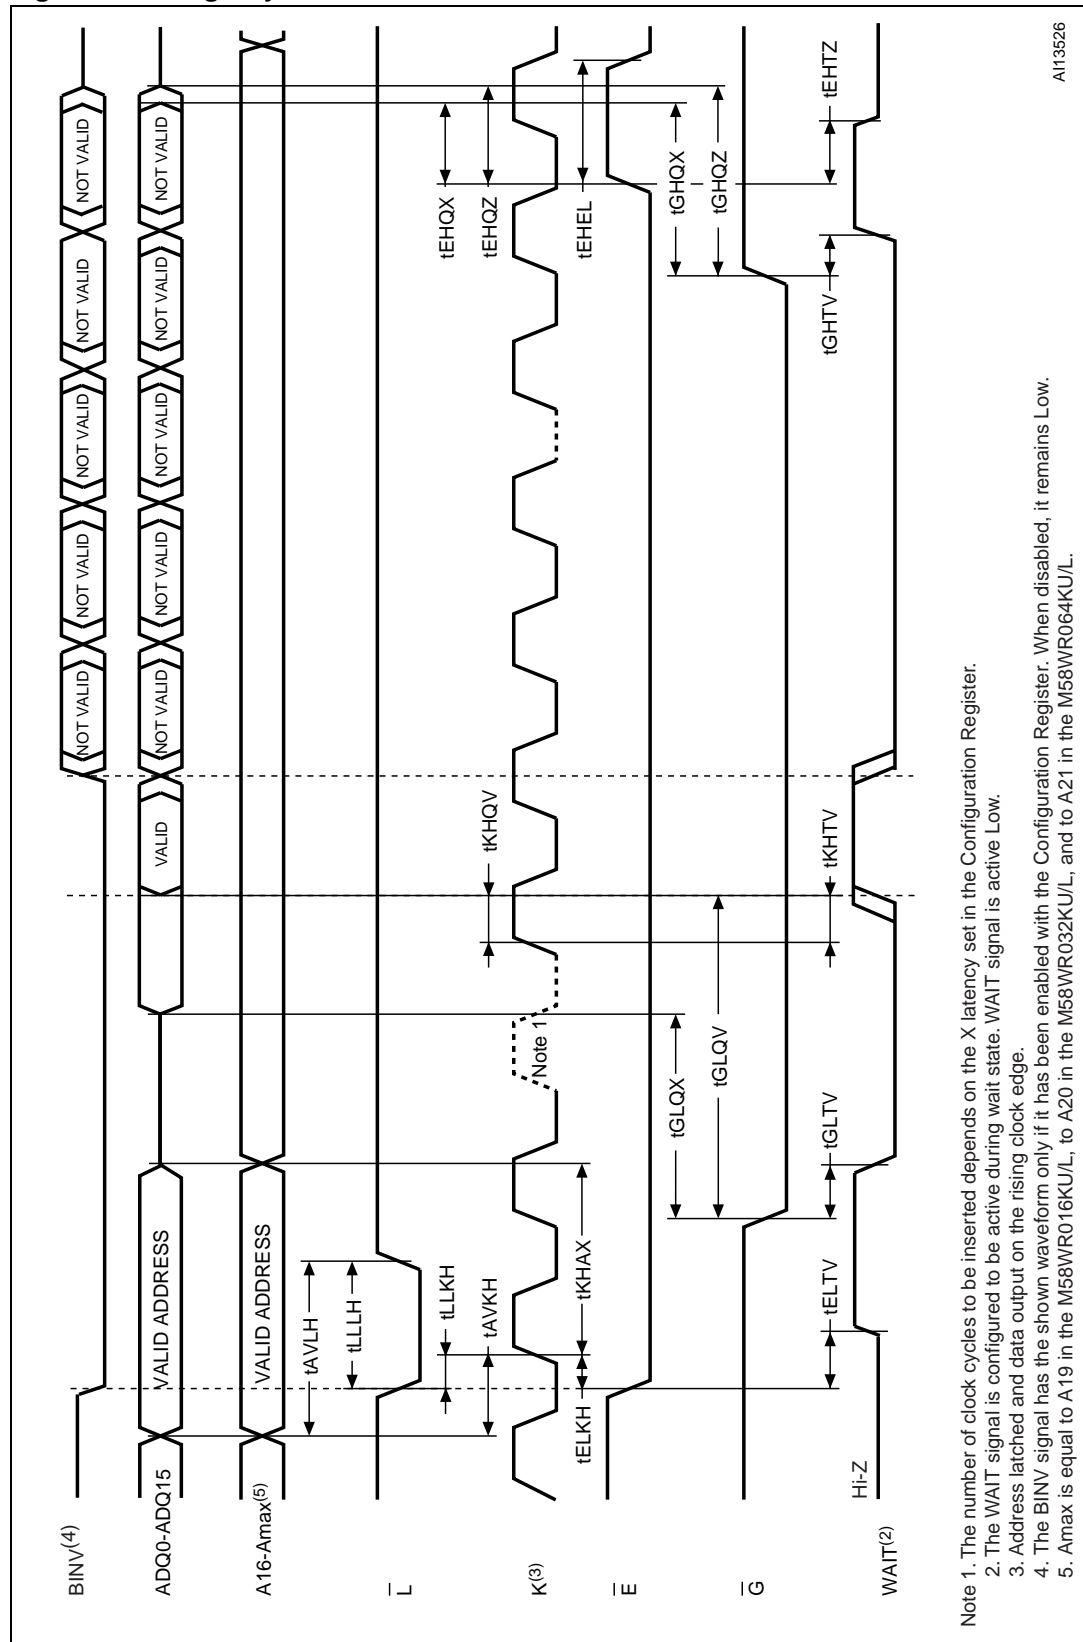 BINV(4)
NOT VALID
NOT VALID
NOT VALID
NOT VALID
NOT VALID
ADQ0-ADQ15
VALID ADDRESS
VALID
NOT VALID
NOT VALID
NOT VALID
NOT VALID
NOT VALID
A16-Amax(5)
VALID ADDRESS
tAVLH
L
tLLLH
tLLKH
tEHQX
tAVKH
tKHQV
tEHQZ
K(3)
Note 1
tELKH
tKHAX
tEHEL
E
tGLQX
tGHQX
tGLQV
tGHQZ
G
tELTV
tGLTV
tKHTV
tGHTV
tEHTZ
Hi-Z
WAIT(2)
Note 1. The number of clock cycles to be inserted depends on the X latency set in the Configuration Register.
2. The WAIT signal is configured to be active during wait state. WAIT signal is active Low.
3. Address latched and data output on the rising clock edge.
4. The BINV signal has the shown waveform only if it has been enabled with the Configuration Register. When disabled, it remains Low.
5. Amax is equal to A19 in the M58WR016KU/L, to A20 in the M58WR032KU/L, and to A21 in the M58WR064KU/L.
AI13526